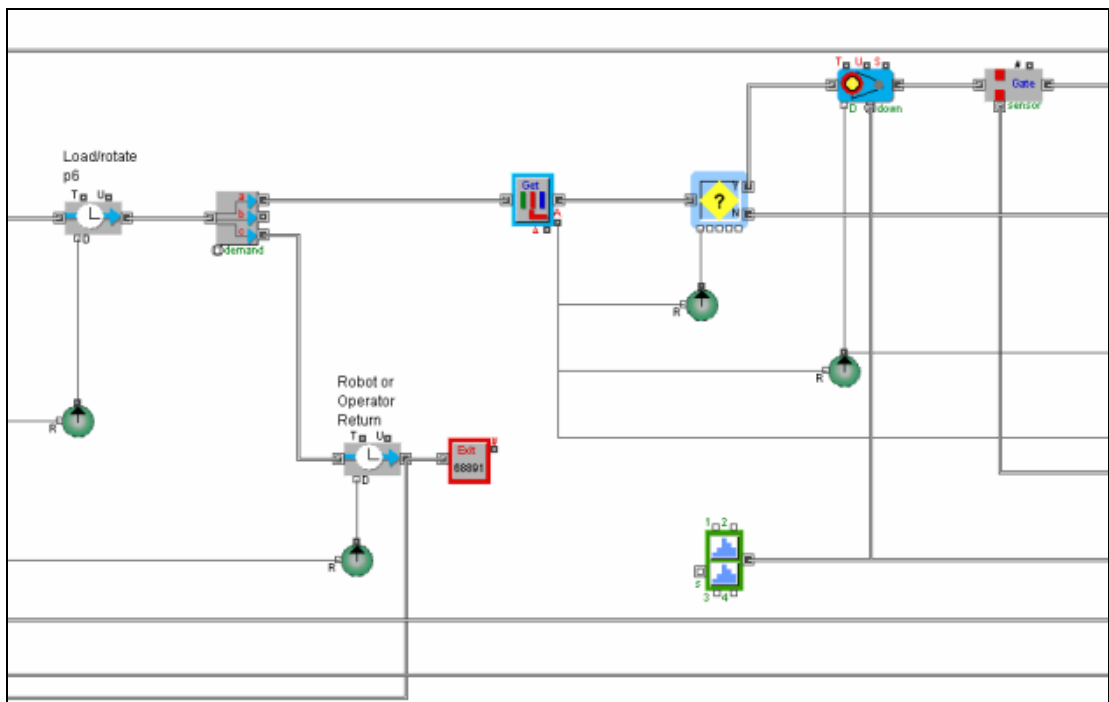 T U S
#
Gate
D
down
sensor
Load/rotate
p6
T U
D
a
b
c
demand
Get
A
Δ
?
Y
N
R
R
R
Robot or
Operator
Return
T U
D
Exit
68891
#
R
1 2
S
3 4